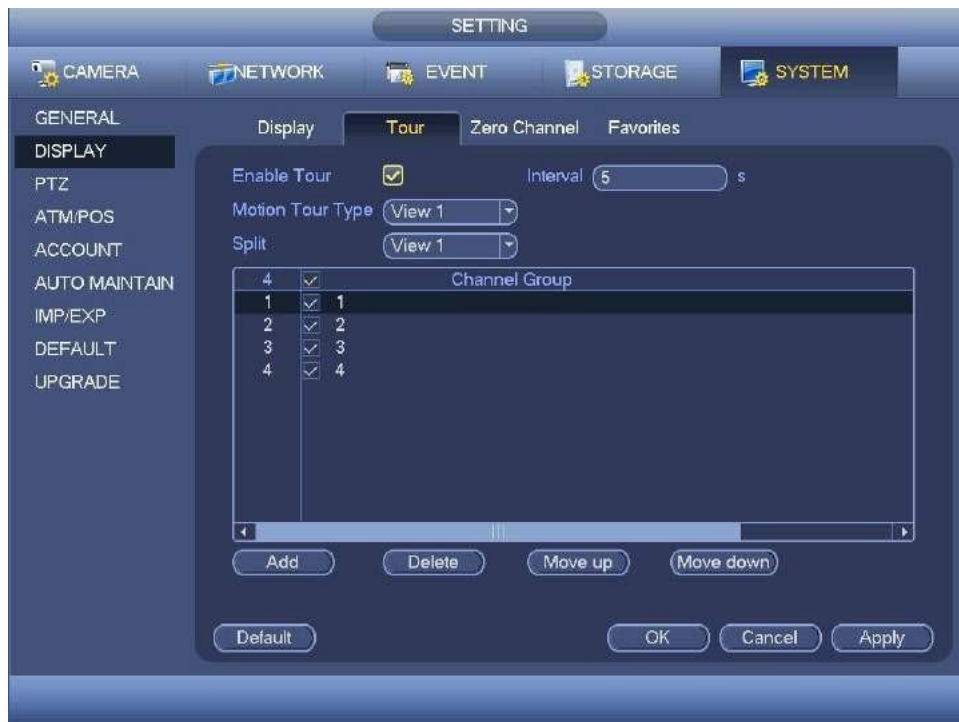 SETTING
CAMERA NETWORK EVENT STORAGE SYSTEM
GENERAL
DISPLAY
PTZ
ATM/POS
ACCOUNT
AUTO MAINTAIN
IMP/EXP
DEFAULT
UPGRADE
Display Tour Zero Channel Favorites
Enable Tour Interval 5 s
Motion Tour Type View 1
Split View 1
4 Channel Group
1 1
2 2
3 3
4 4
Add Delete Move up Move down
Default OK Cancel Apply